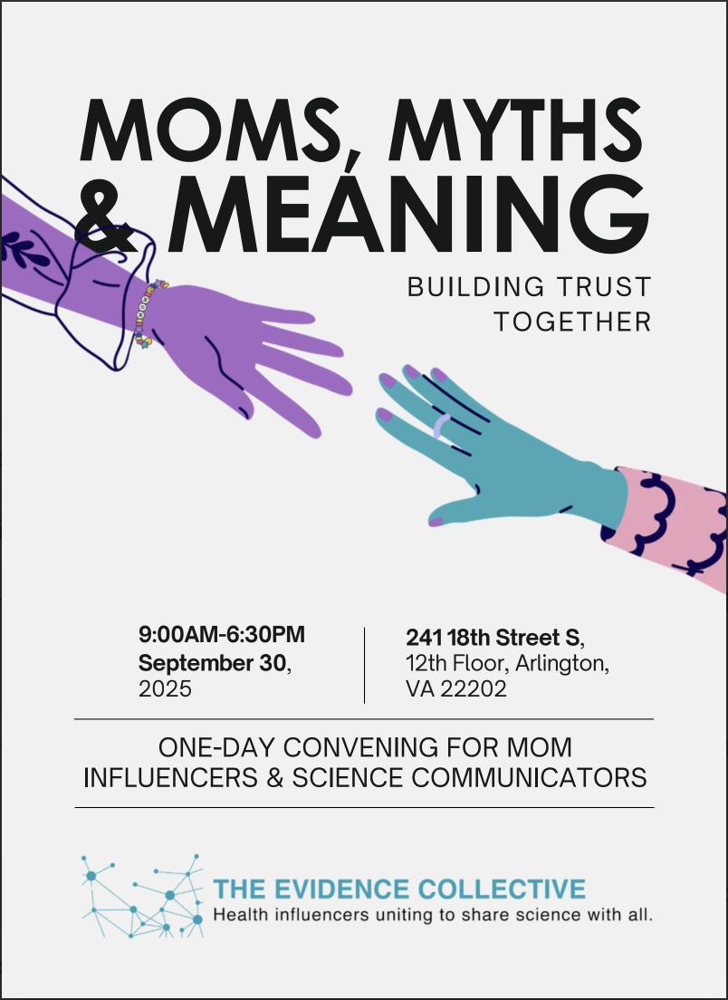 MOMS, MYTHS
& MEANING
BUILDING TRUST
TOGETHER
9:00AM-6:30PM
September 30,
2025
241 18th Street S,
12th Floor, Arlington,
VA 22202
ONE-DAY CONVENING FOR MOM
INFLUENCERS & SCIENCE COMMUNICATORS
THE EVIDENCE COLLECTIVE
Health influencers uniting to share science with all.